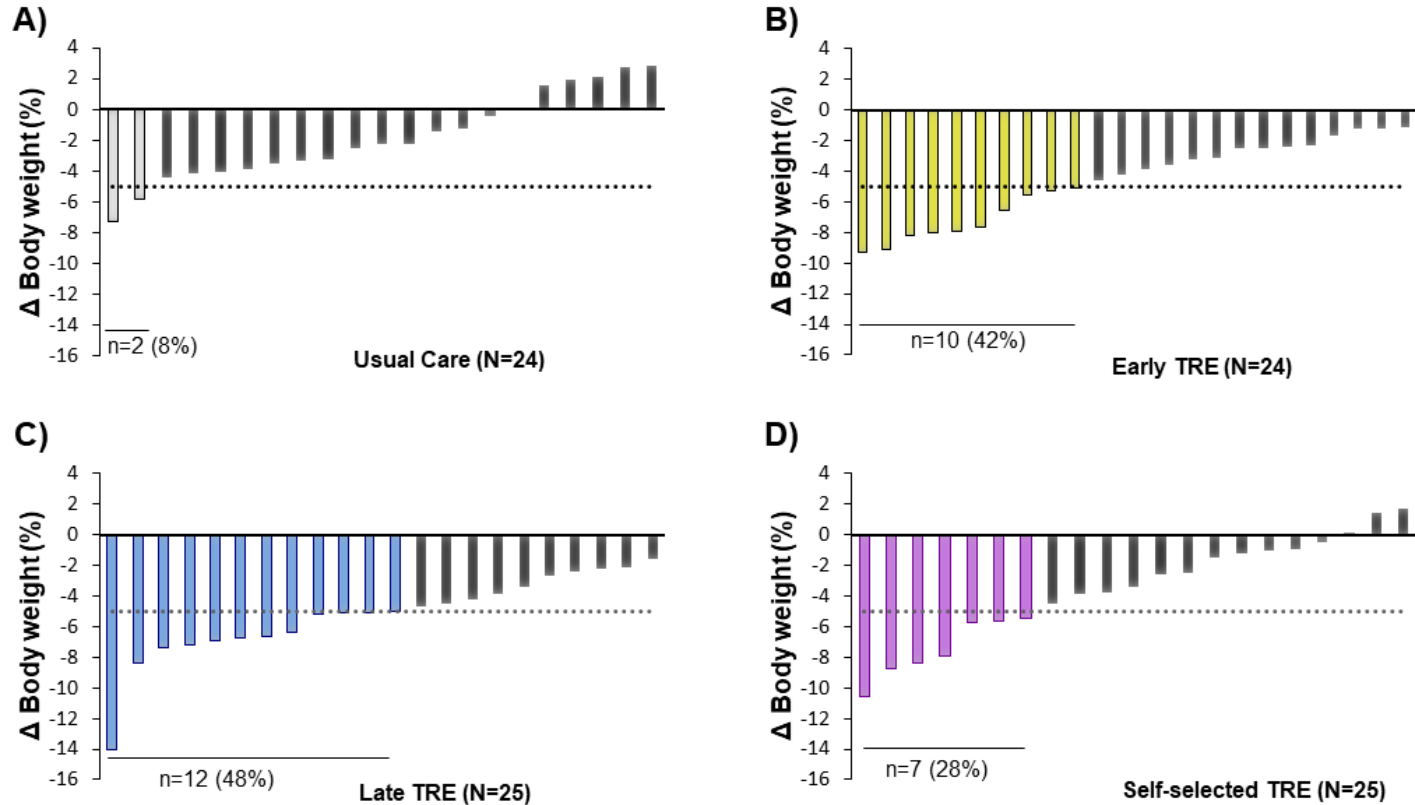 A)
Δ Body weight (%)
4
2
0
-2
-4
-6
-8
-10
-12
-14
-16
n=2 (8%)
Usual Care (N=24)
B)
Δ Body weight (%)
4
2
0
-2
-4
-6
-8
-10
-12
-14
-16
n=10 (42%)
Early TRE (N=24)
C)
Δ Body weight (%)
4
2
0
-2
-4
-6
-8
-10
-12
-14
-16
n=12 (48%)
Late TRE (N=25)
D)
Δ Body weight (%)
4
2
0
-2
-4
-6
-8
-10
-12
-14
-16
n=7 (28%)
Self-selected TRE (N=25)